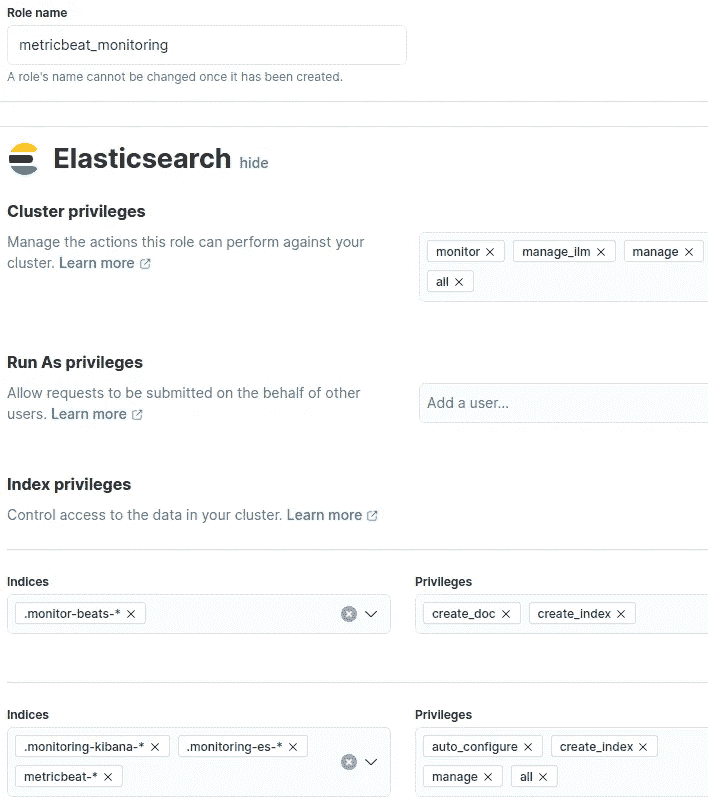 Role name
metricbeat_monitoring
A role's name cannot be changed once it has been created.
Elasticsearch hide
Cluster privileges
Manage the actions this role can perform against your
cluster. Learn more
monitor × manage_ilm × manage ×
all ×
Run As privileges
Allow requests to be submitted on the behalf of other
users. Learn more
Add a user...
Index privileges
Control access to the data in your cluster. Learn more
Indices
.monitor-beats-* ×
Privileges
create_doc × create_index ×
Indices
.monitoring-kibana-* × .monitoring-es-* ×
metricbeat-* ×
Privileges
auto_configure × create_index ×
manage × all ×